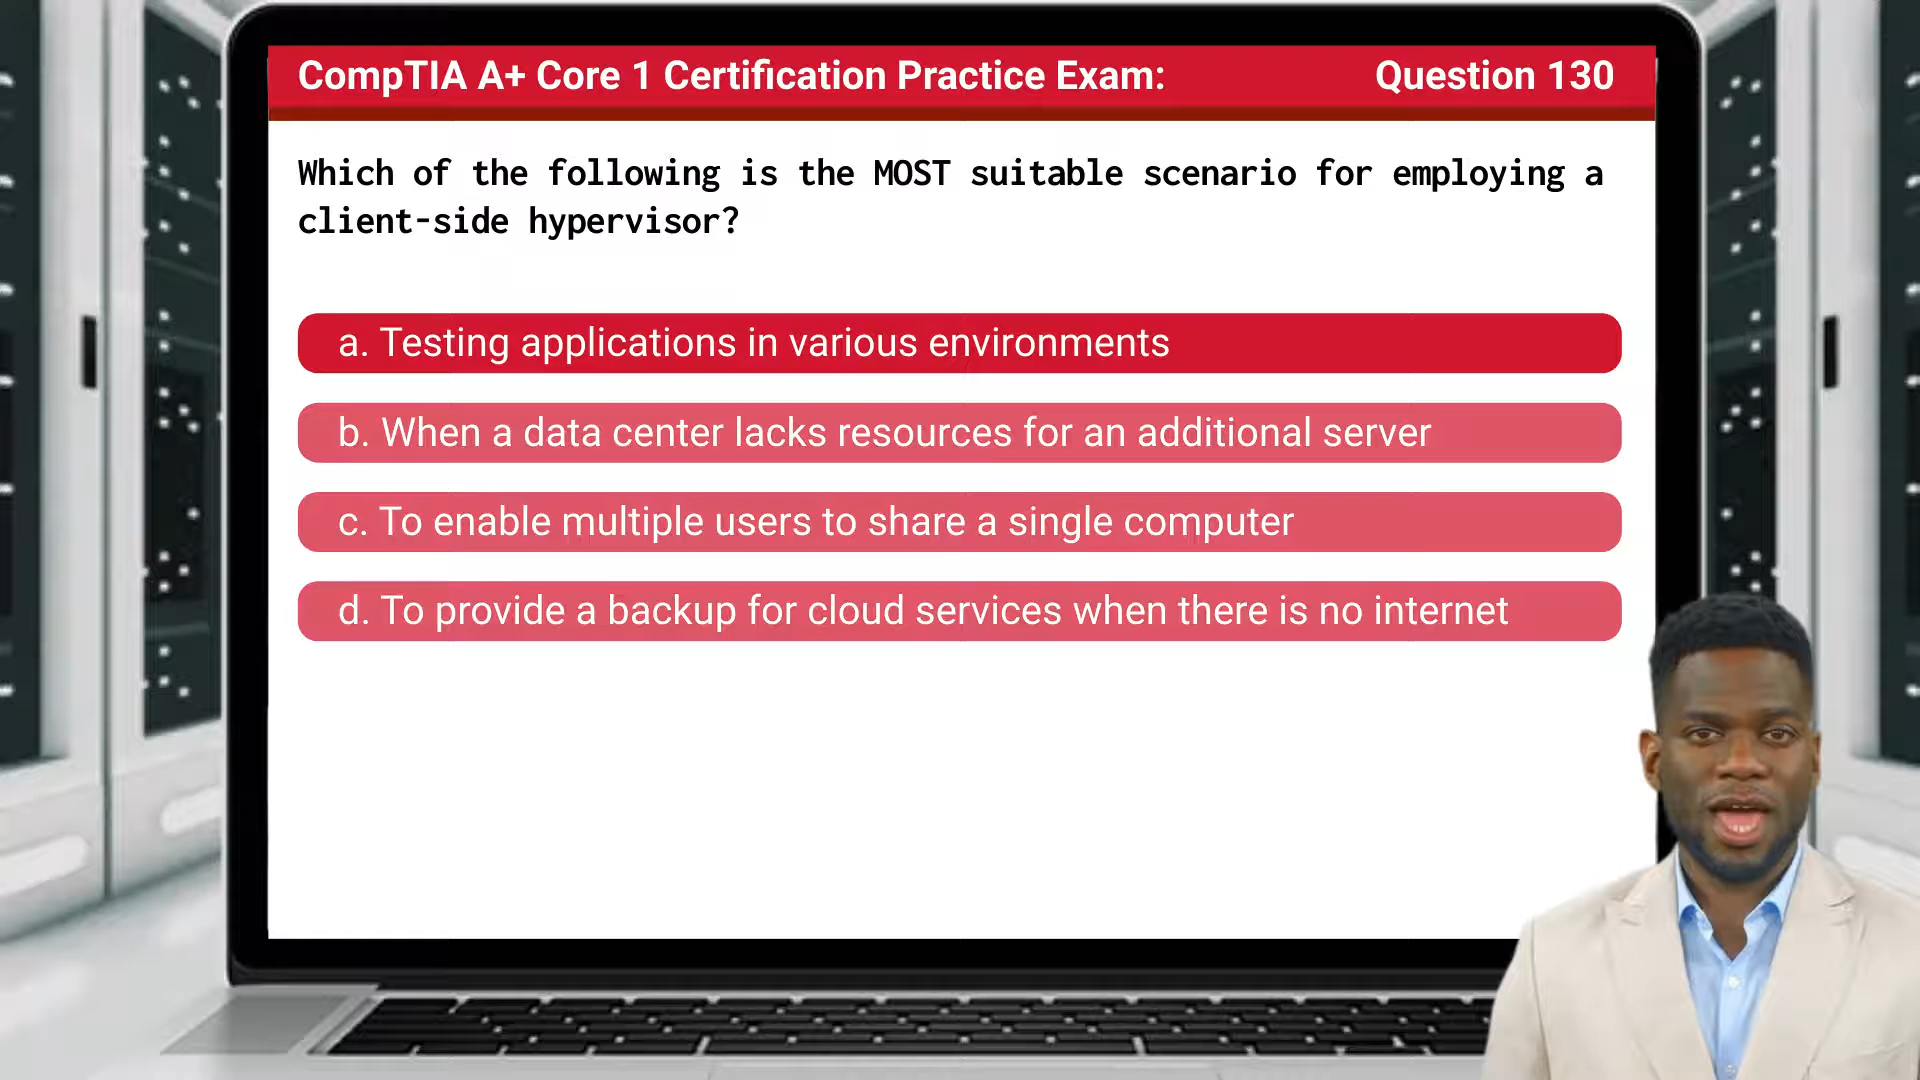 CompTIA A+ Core 1 Certification Practice Exam:
Question 130
Which of the following is the MOST suitable scenario for employing a
client-side hypervisor?
a. Testing applications in various environments
b. When a data center lacks resources for an additional server
c. To enable multiple users to share a single computer
d. To provide a backup for cloud services when there is no internet